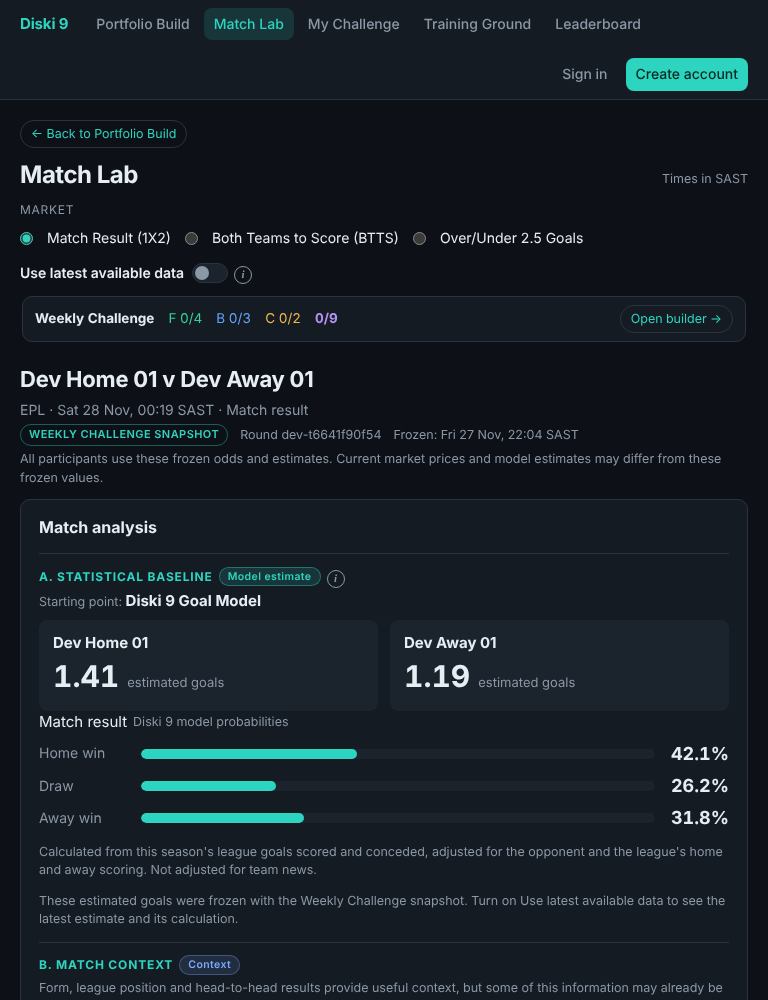 Diski 9 Portfolio Build Match Lab My Challenge Training Ground Leaderboard
Sign in Create account
← Back to Portfolio Build
Match Lab Times in SAST
MARKET
Match Result (1X2) Both Teams to Score (BTTS) Over/Under 2.5 Goals
Use latest available data i
Weekly Challenge F 0/4 B 0/3 C 0/2 0/9 Open builder →
Dev Home 01 v Dev Away 01
EPL · Sat 28 Nov, 00:19 SAST · Match result
WEEKLY CHALLENGE SNAPSHOT Round dev-t6641f90f54 Frozen: Fri 27 Nov, 22:04 SAST
All participants use these frozen odds and estimates. Current market prices and model estimates may differ from these
frozen values.
Match analysis
A. STATISTICAL BASELINE Model estimate i
Starting point: Diski 9 Goal Model
Dev Home 01 Dev Away 01
1.41 estimated goals 1.19 estimated goals
Match result Diski 9 model probabilities
Home win 42.1%
Draw 26.2%
Away win 31.8%
Calculated from this season's league goals scored and conceded, adjusted for the opponent and the league's home
and away scoring. Not adjusted for team news.
These estimated goals were frozen with the Weekly Challenge snapshot. Turn on Use latest available data to see the
latest estimate and its calculation.
B. MATCH CONTEXT Context
Form, league position and head-to-head results provide useful context, but some of this information may already be